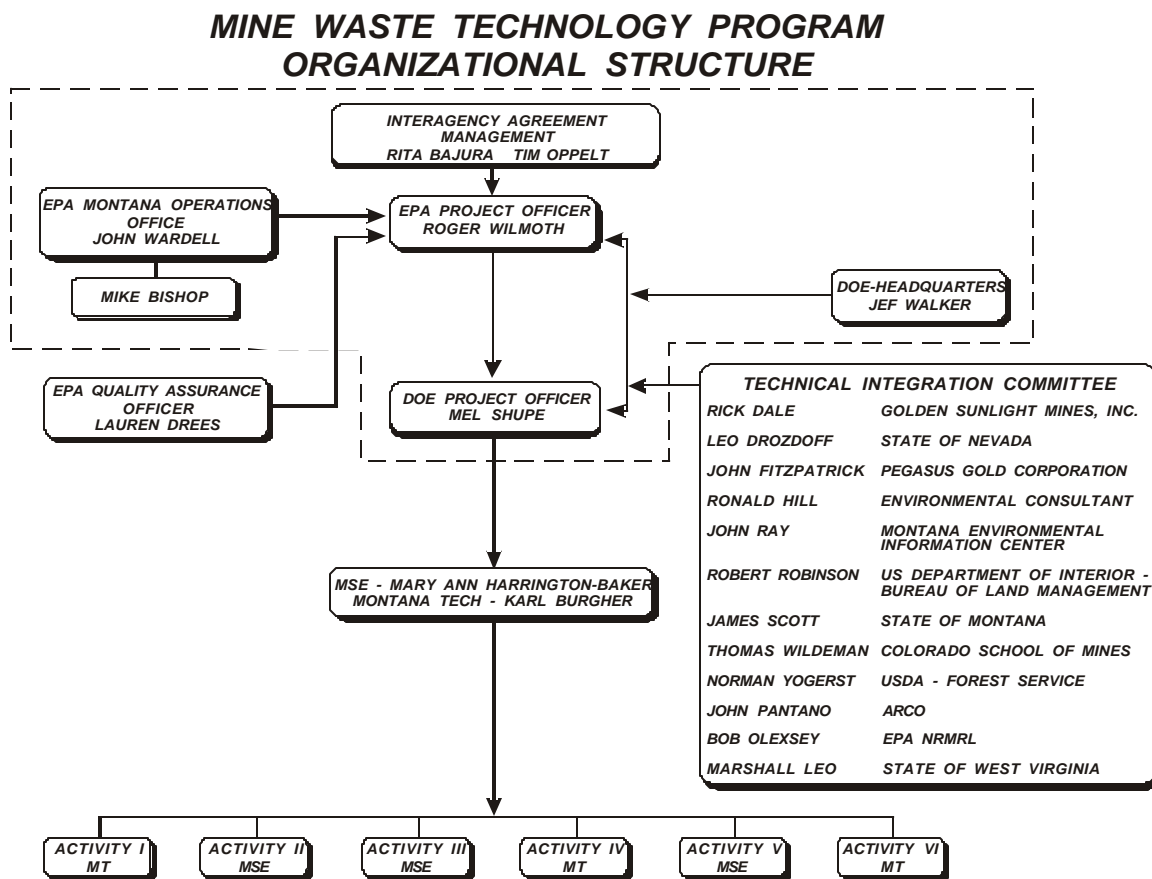 MINE WASTE TECHNOLOGY PROGRAM
ORGANIZATIONAL STRUCTURE
INTERAGENCY AGREEMENT
MANAGEMENT
RITA BAJURA TIM OPPELT
EPA MONTANA OPERATIONS
OFFICE
JOHN WARDELL
EPA PROJECT OFFICER
ROGER WILMOTH
MIKE BISHOP
DOE-HEADQUARTERS
JEF WALKER
EPA QUALITY ASSURANCE
OFFICER
LAUREN DREES
DOE PROJECT OFFICER
MEL SHUPE
TECHNICAL INTEGRATION COMMITTEE
RICK DALE GOLDEN SUNLIGHT MINES, INC.
LEO DROZDOFF STATE OF NEVADA
JOHN FITZPATRICK PEGASUS GOLD CORPORATION
RONALD HILL ENVIRONMENTAL CONSULTANT
JOHN RAY MONTANA ENVIRONMENTAL
INFORMATION CENTER
ROBERT ROBINSON US DEPARTMENT OF INTERIOR -
BUREAU OF LAND MANAGEMENT
JAMES SCOTT STATE OF MONTANA
THOMAS WILDEMAN COLORADO SCHOOL OF MINES
NORMAN YOGERST USDA - FOREST SERVICE
JOHN PANTANO ARCO
BOB OLEXSEY EPA NRMRL
MARSHALL LEO STATE OF WEST VIRGINIA
MSE - MARY ANN HARRINGTON-BAKER
MONTANA TECH - KARL BURGHER
ACTIVITY I
MT
ACTIVITY II
MSE
ACTIVITY III
MSE
ACTIVITY IV
MT
ACTIVITY V
MSE
ACTIVITY VI
MT